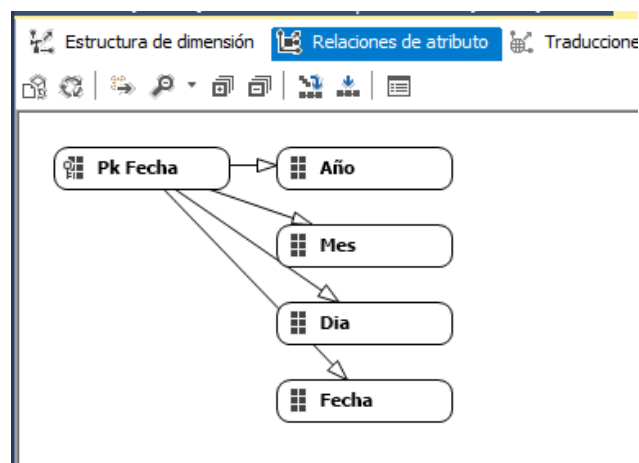 Estructura de dimensión Relaciones de atributo Traduccione
Pk Fecha Año
Mes
Dia
Fecha